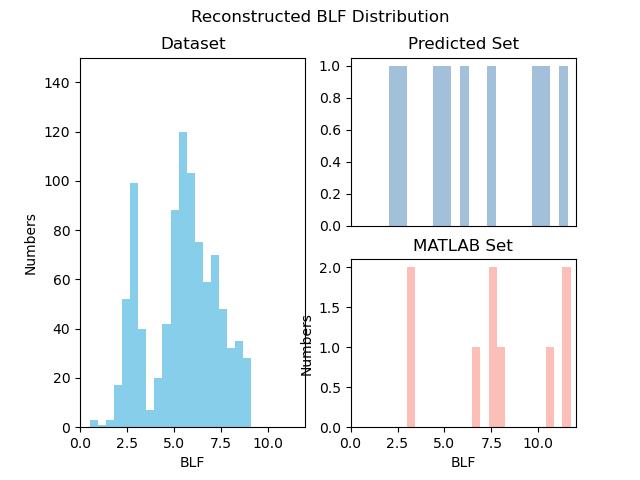 Reconstructed BLF Distribution
Dataset
140
120
100
80
60
40
20
0
Numbers
0.0 2.5 5.0 7.5 10.0
BLF
Predicted Set
1.0
0.8
0.6
0.4
0.2
0.0
MATLAB Set
2.0
1.5
1.0
0.5
0.0
Numbers
0.0 2.5 5.0 7.5 10.0
BLF